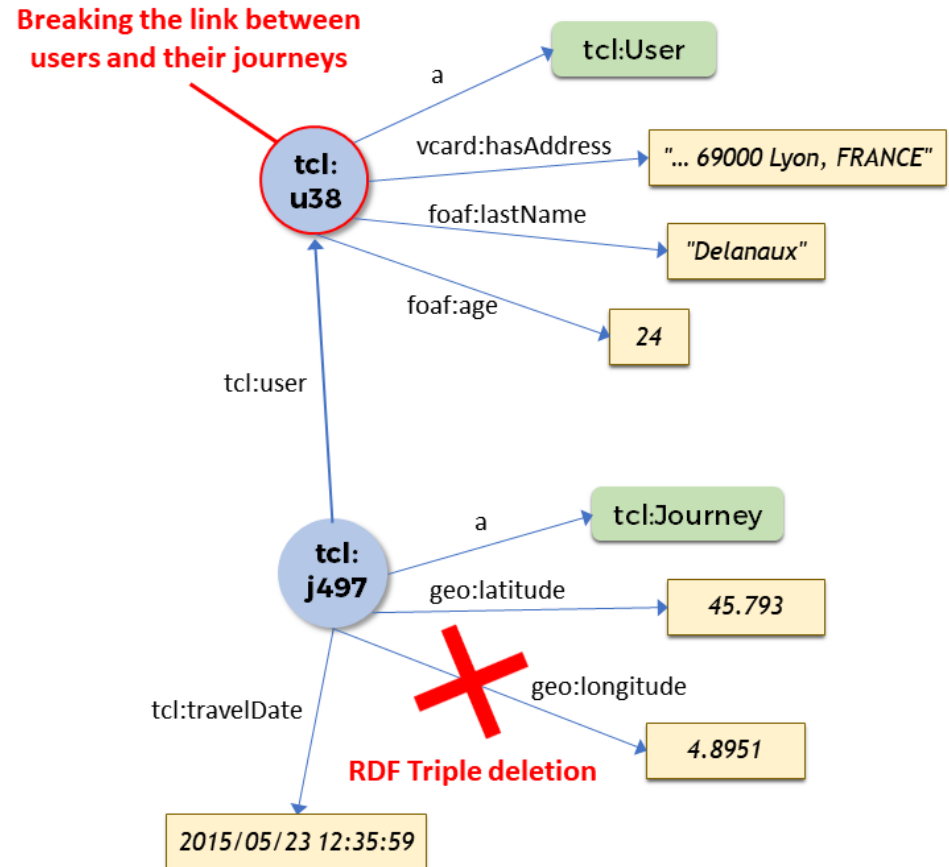 Breaking the link between
users and their journeys
tcl:User
a
vcard:hasAddress
"... 69000 Lyon, FRANCE"
tcl:
u38
foaf:lastName
"Delanaux"
foaf:age
24
tcl:user
tcl:Journey
a
tcl:
j497
geo:latitude
45.793
geo:longitude
tcl:travelDate
4.8951
RDF Triple deletion
2015/05/23 12:35:59